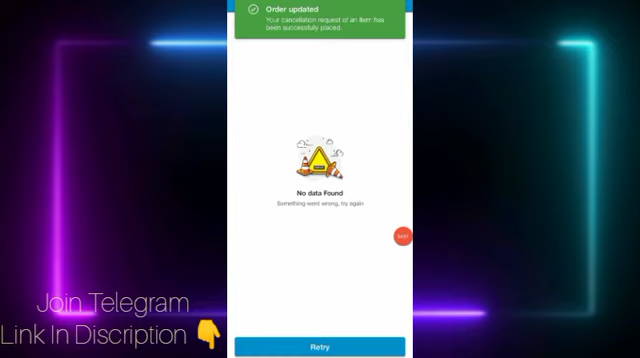 Order updated
Your cancellation request of an item has
been successfully placed.
No data Found
Something went wrong, try again
Retry
Join Telegram
Link In Discription 👇